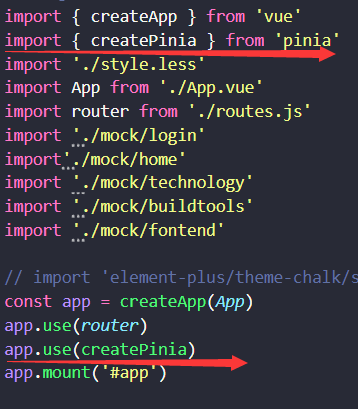 import { createApp } from 'vue'
import { createPinia } from 'pinia'
import './style.less'
import App from './App.vue'
import router from './routes.js'
import './mock/login'
import'./mock/home'
import './mock/technology'
import './mock/buildtools'
import './mock/fontend'
// import 'element-plus/theme-chalk/s
const app = createApp(App)
app.use(router)
app.use(createPinia)
app.mount('#app')